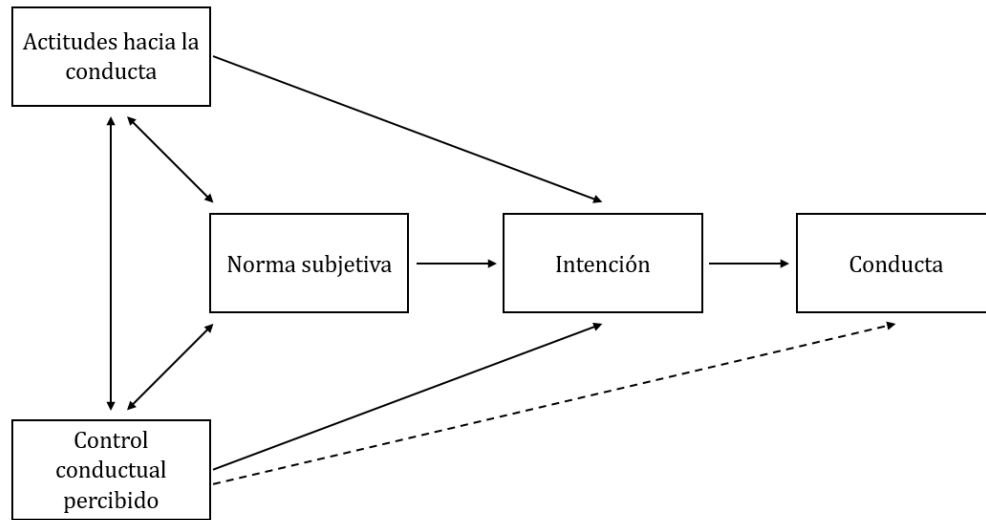 Actitudes hacia la
conducta
Norma subjetiva
Intención
Conducta
Control
conductual
percibido